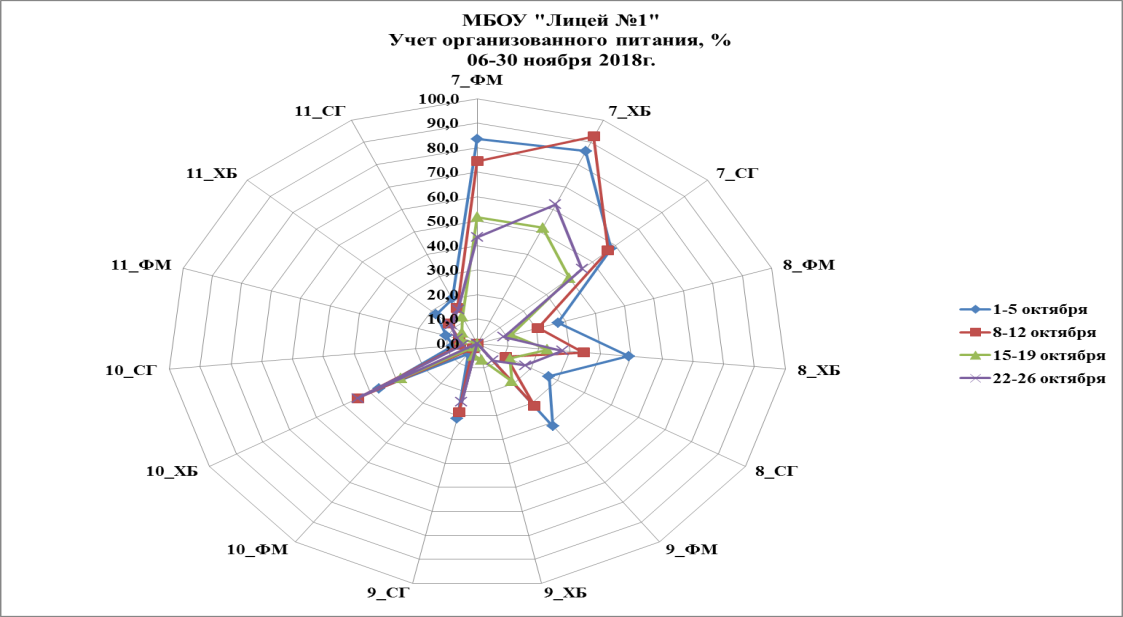 МБОУ "Лицей №1"
Учет организованного питания, %
06-30 ноября 2018г.
7_ФМ
7_ХБ
7_СГ
8_ФМ
8_ХБ
8_СГ
9_ФМ
9_ХБ
9_СГ
10_ФМ
10_ХБ
10_СГ
11_ФМ
11_ХБ
11_СГ
100,0
90,0
80,0
70,0
60,0
50,0
40,0
30,0
20,0
10,0
0,0
1-5 октября
8-12 октября
15-19 октября
22-26 октября